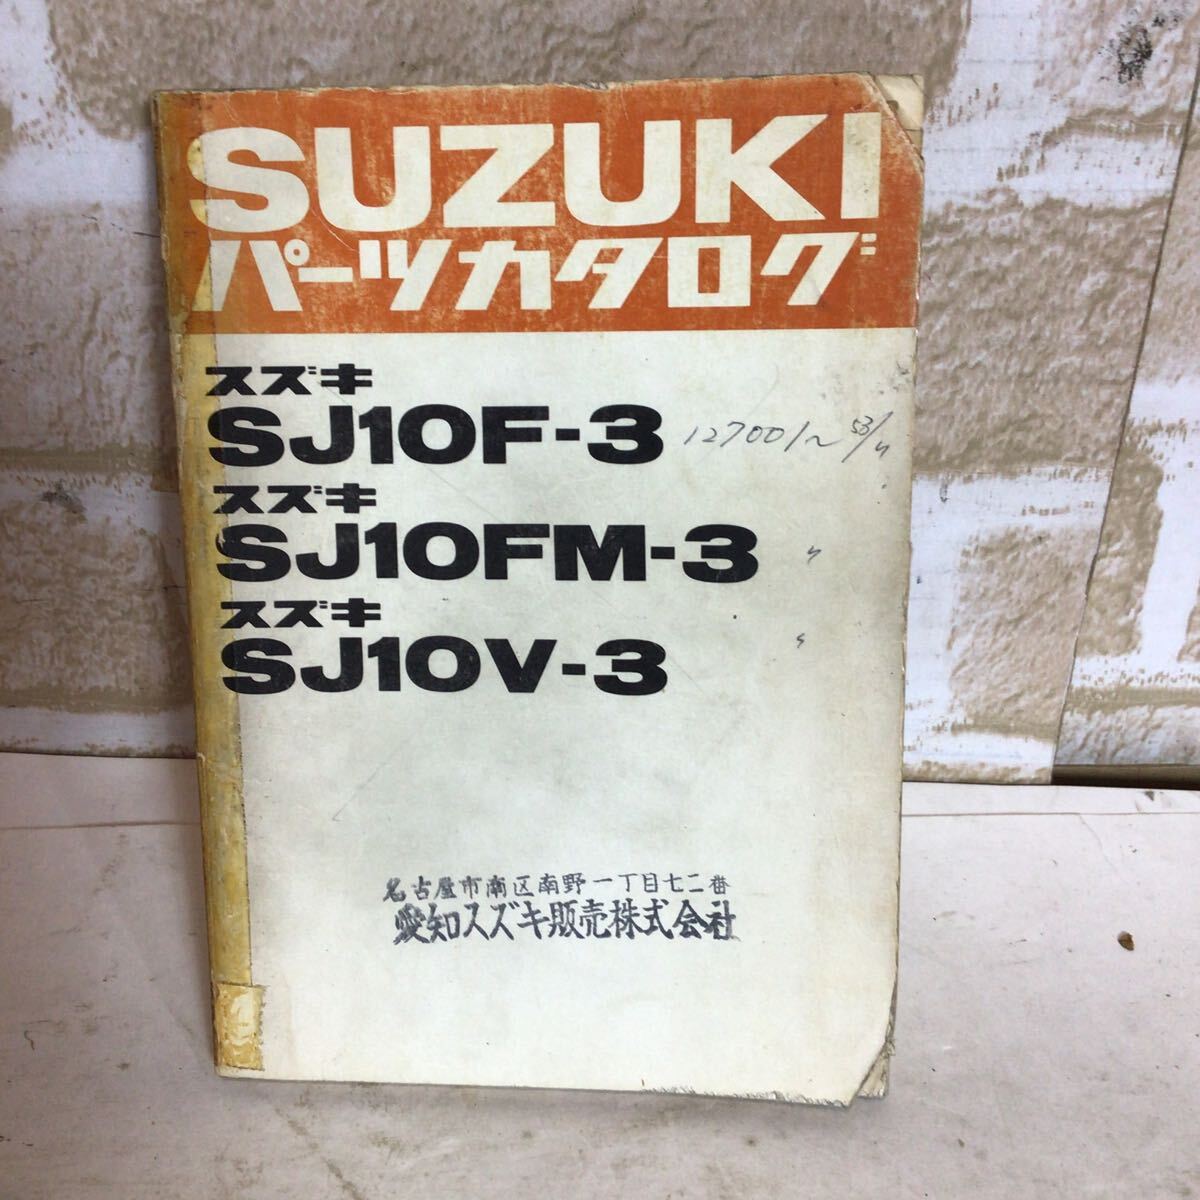 SUZUKI
パーツカタログ
スズキ
SJ10F-3 127001~ 53/11
スズキ
SJ10FM-3 〃
スズキ
SJ10V-3 〃
名古屋市南区南野一丁目七二番
愛知スズキ販売株式会社